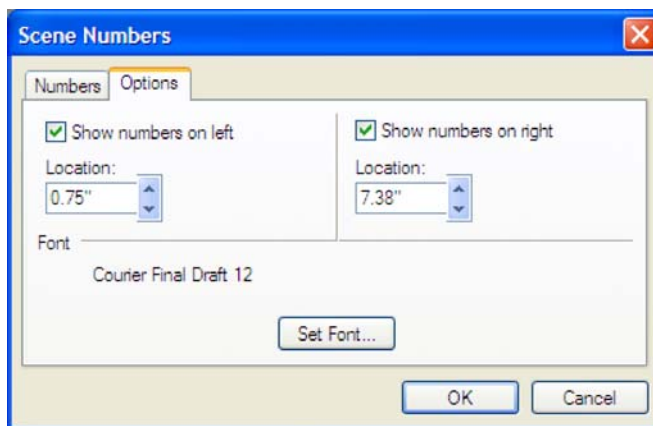 Scene Numbers
Numbers Options
Show numbers on left Show numbers on right
Location: Location:
0.75" 7.38"
Font
Courier Final Draft 12
Set Font...
OK Cancel